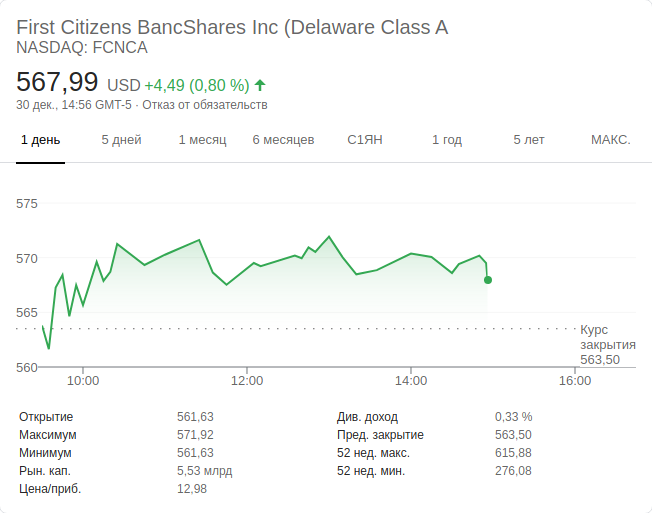 First Citizens BancShares Inc (Delaware Class A
NASDAQ: FCNCA
567,99 USD +4,49 (0,80 %)
30 дек., 14:56 GMT-5 · Отказ от обязательств
1 день 5 дней 1 месяц 6 месяцев С1ЯН 1 год 5 лет МАКС.
575
570
565
Курс
закрытия
563,50
560
10:00 12:00 14:00 16:00
Открытие 561,63 Див. доход 0,33 %
Максимум 571,92 Пред. закрытие 563,50
Минимум 561,63 52 нед. макс. 615,88
Рын. кап. 5,53 млрд 52 нед. мин. 276,08
Цена/приб. 12,98